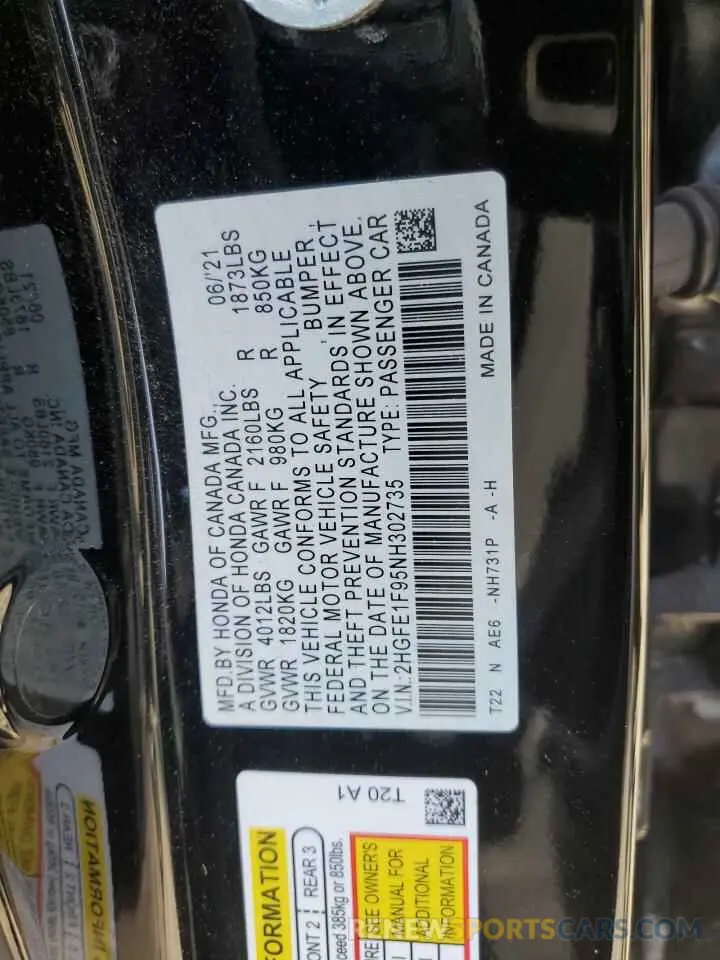 MFD.BY HONDA OF CANADA MFG., 06/'21
A DIVISION OF HONDA CANADA INC.
GVWR 4012LBS GAWR F 2160LBS R 1873LBS
GVWR 1820KG GAWR F 980KG R 850KG
THIS VEHICLE CONFORMS TO ALL APPLICABLE
FEDERAL MOTOR VEHICLE SAFETY, BUMPER,
AND THEFT PREVENTION STANDARDS IN EFFECT
ON THE DATE OF MANUFACTURE SHOWN ABOVE.
V.I.N.:2HGFE1F95NH302735 TYPE: PASSENGER CAR
T22 N AE6 -NH731P -A -H MADE IN CANADA
T20 A1
FORMATION
ONT 2 REAR 3
ceed 385kg or 850lbs.
SEE OWNER'S
MANUAL FOR
ADDITIONAL
INFORMATION
RENEWREPORTS.COM